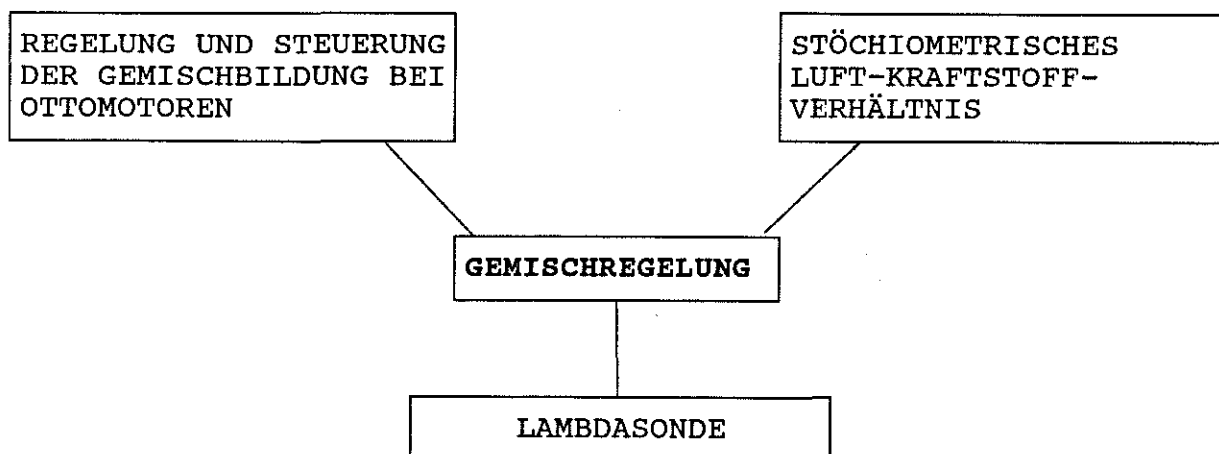 REGELUNG UND STEUERUNG
DER GEMISCHBILDUNG BEI
OTTOMOTOREN
STÖCHIOMETRISCHES
LUFT-KRAFTSTOFF-
VERHÄLTNIS
GEMISCHREGELUNG
LAMBDASONDE